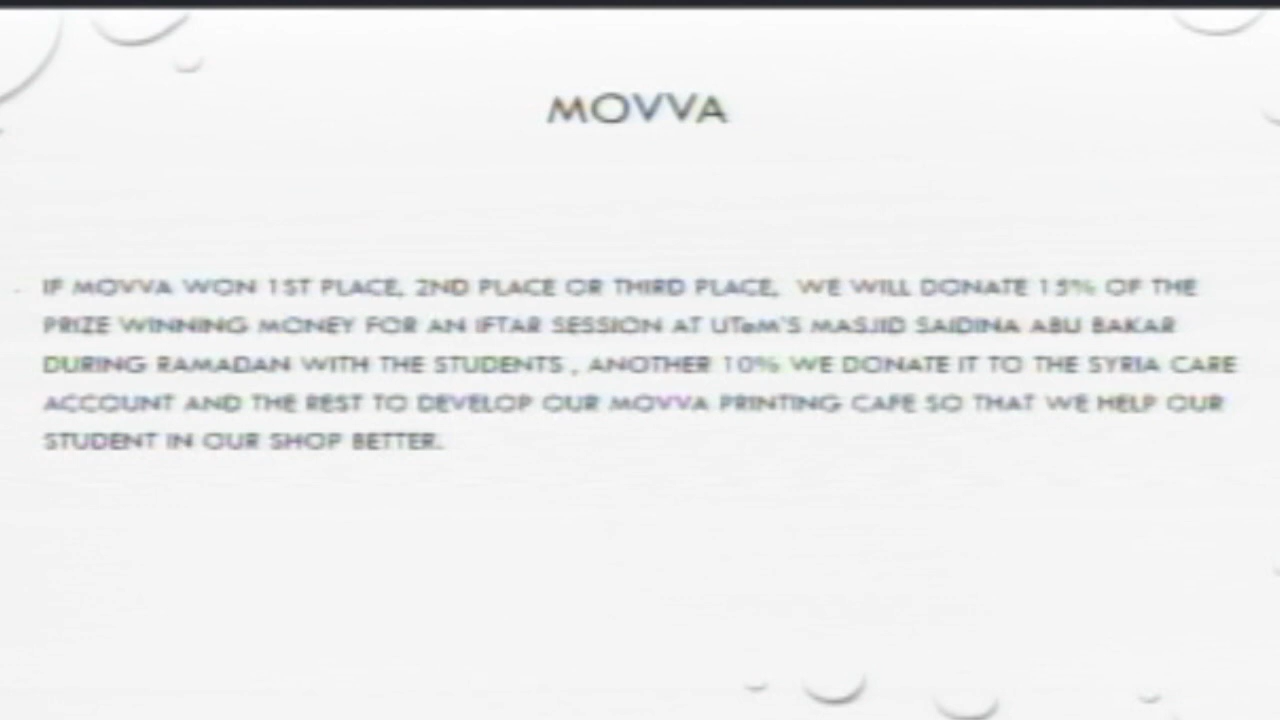 MOVVA
IF MOVVA WON 1ST PLACE, 2ND PLACE OR THIRD PLACE, WE WILL DONATE 15% OF THE
PRIZE WINNING MONEY FOR AN IFTAR SESSION AT UTeM'S MASJID SAIDINA ABU BAKAR
DURING RAMADAN WITH THE STUDENTS , ANOTHER 10% WE DONATE IT TO THE SYRIA CARE
ACCOUNT AND THE REST TO DEVELOP OUR MOVVA PRINTING CAFE SO THAT WE HELP OUR
STUDENT IN OUR SHOP BETTER.